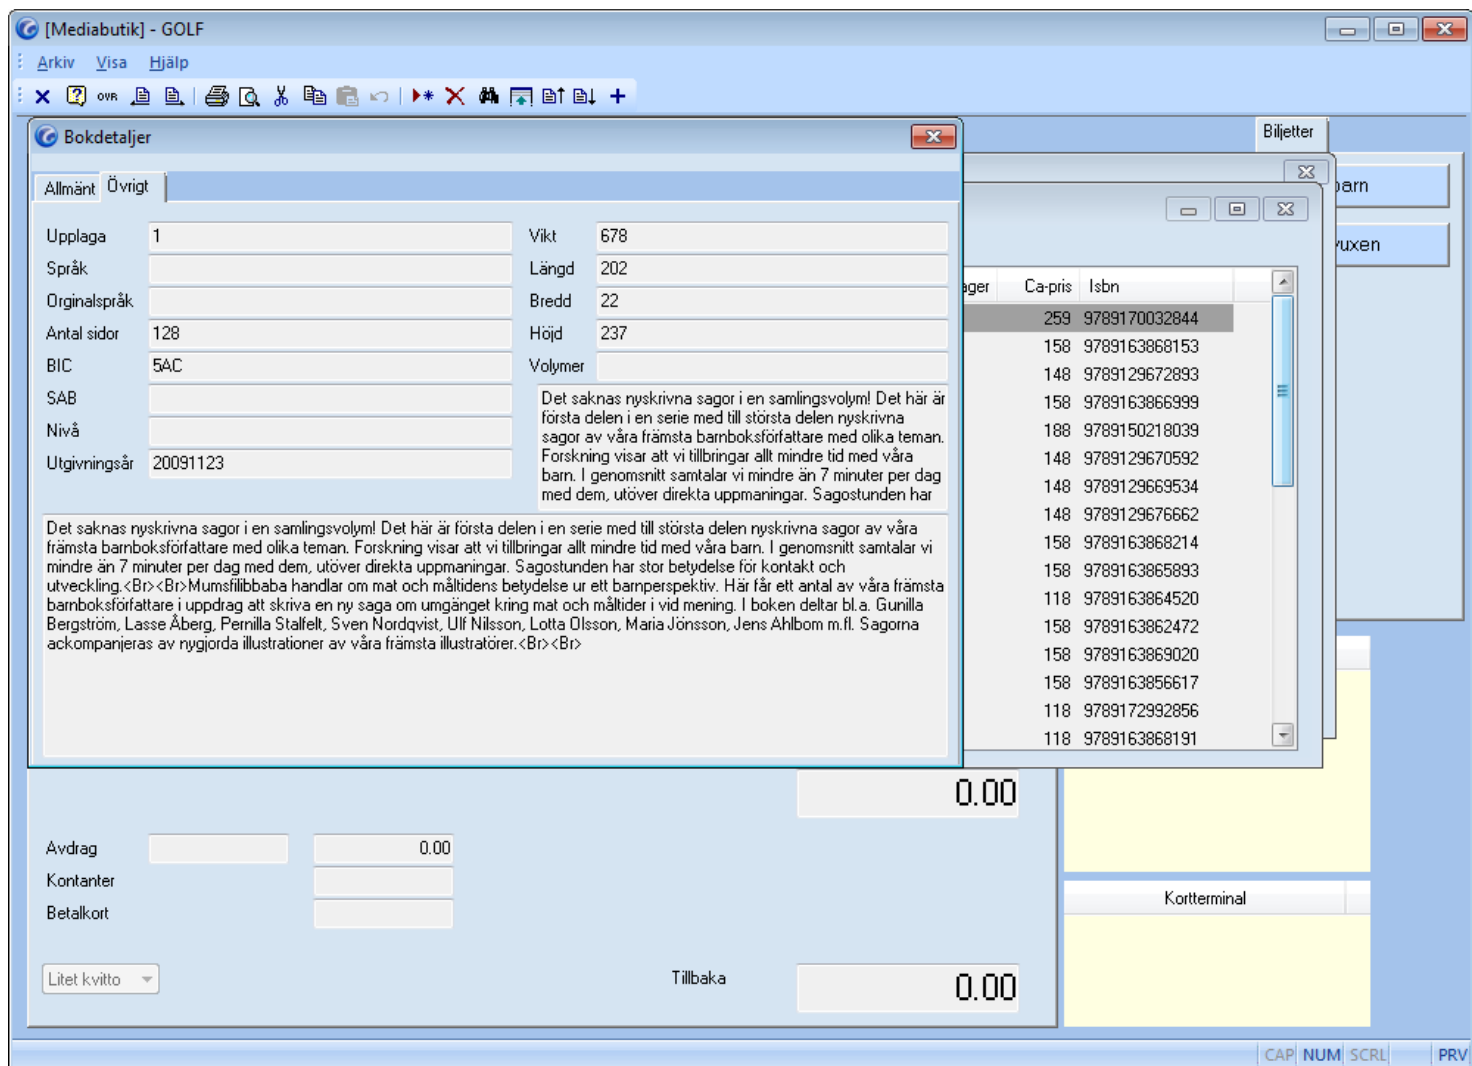 [Mediabutik] - GOLF
Arkiv Visa Hjälp
OVR
Bokdetaljer
Allmänt Övrigt
Upplaga 1
Språk
Orginalspråk
Antal sidor 128
BIC 5AC
SAB
Nivå
Utgivningsår 20091123
Vikt 678
Längd 202
Bredd 22
Höjd 237
Volymer
Det saknas nyskrivna sagor i en samlingsvolym! Det här är
första delen i en serie med till största delen nyskrivna
sagor av våra främsta barnboksförfattare med olika teman.
Forskning visar att vi tillbringar allt mindre tid med våra
barn. I genomsnitt samtalar vi mindre än 7 minuter per dag
med dem, utöver direkta uppmaningar. Sagostunden har
Det saknas nyskrivna sagor i en samlingsvolym! Det här är första delen i en serie med till största delen nyskrivna sagor av våra
främsta barnboksförfattare med olika teman. Forskning visar att vi tillbringar allt mindre tid med våra barn. I genomsnitt samtalar vi
mindre än 7 minuter per dag med dem, utöver direkta uppmaningar. Sagostunden har stor betydelse för kontakt och
utveckling.<Br><Br>Mumsfilibbaba handlar om mat och måltidens betydelse ur ett barnperspektiv. Här får ett antal av våra främsta
barnboksförfattare i uppdrag att skriva en ny saga om umgänget kring mat och måltider i vid mening. I boken deltar bl.a. Gunilla
Bergström, Lasse Åberg, Pernilla Stalfelt, Sven Nordqvist, Ulf Nilsson, Lotta Olsson, Maria Jönsson, Jens Ahlbom m.fl. Sagorna
ackompanjeras av nygjorda illustrationer av våra främsta illustratörer.<Br><Br>
Biljetter
barn
vuxen
ager Ca-pris Isbn
259 9789170032844
158 9789163868153
148 9789129672893
158 9789163866999
188 9789150218039
148 9789129670592
148 9789129669534
148 9789129676662
158 9789163868214
158 9789163865893
118 9789163864520
158 9789163862472
158 9789163869020
158 9789163856617
118 9789172992856
118 9789163868191
0.00
Avdrag 0.00
Kontanter
Betalkort
Litet kvitto
Tillbaka 0.00
Kortterminal
CAP NUM SCRL PRV